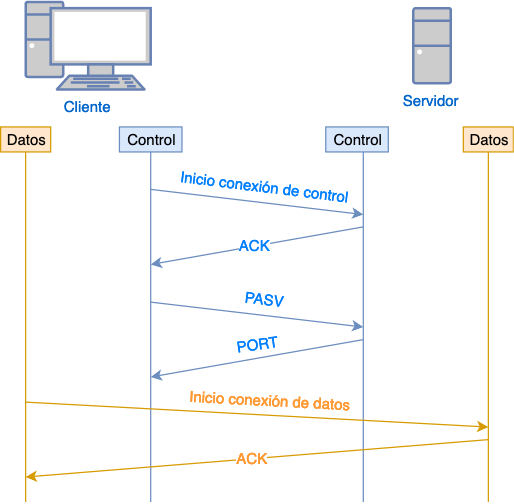 Cliente
Servidor
Datos
Control
Control
Datos
Inicio conexión de control
ACK
PASV
PORT
Inicio conexión de datos
ACK